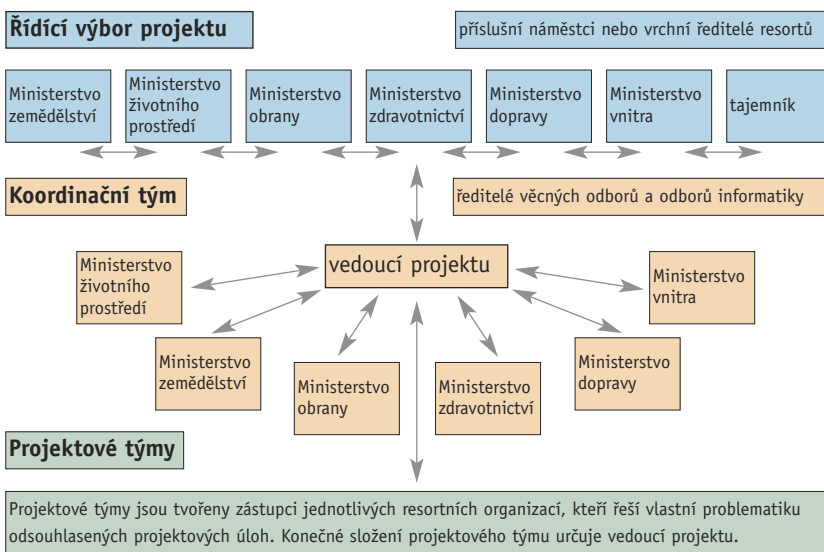 Řídící výbor projektu
příslušní náměstci nebo vrchní ředitelé resortů
Ministerstvo
zemědělství
Ministerstvo
životního
prostředí
Ministerstvo
obrany
Ministerstvo
zdravotnictví
Ministerstvo
dopravy
Ministerstvo
vnitra
tajemník
Koordinační tým
ředitelé věcných odborů a odborů informatiky
vedoucí projektu
Ministerstvo
životního
prostředí
Ministerstvo
vnitra
Ministerstvo
zemědělství
Ministerstvo
obrany
Ministerstvo
zdravotnictví
Ministerstvo
dopravy
Projektové týmy
Projektové týmy jsou tvořeny zástupci jednotlivých resortních organizací, kteří řeší vlastní problematiku
odsouhlasených projektových úloh. Konečné složení projektového týmu určuje vedoucí projektu.